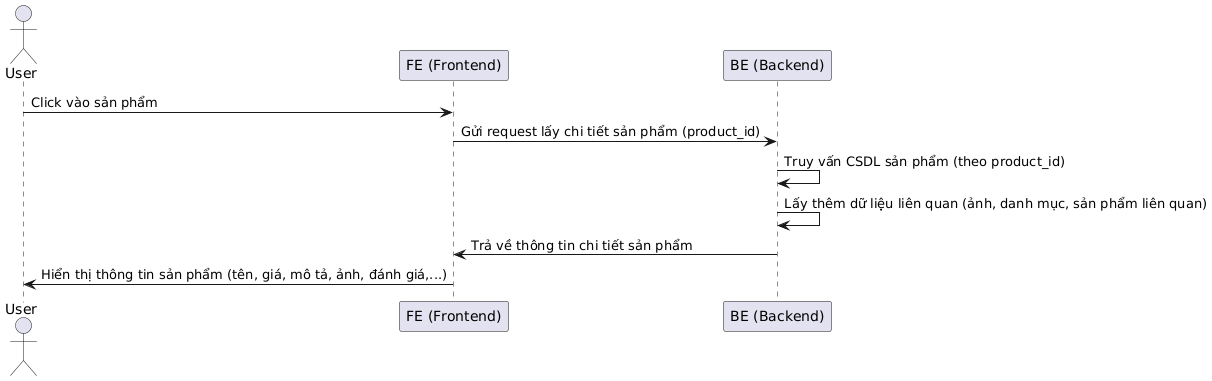 User
FE (Frontend)
BE (Backend)
Click vào sản phẩm
Gửi request lấy chi tiết sản phẩm (product_id)
Truy vấn CSDL sản phẩm (theo product_id)
Lấy thêm dữ liệu liên quan (ảnh, danh mục, sản phẩm liên quan)
Trả về thông tin chi tiết sản phẩm
Hiển thị thông tin sản phẩm (tên, giá, mô tả, ảnh, đánh giá,...)
User
FE (Frontend)
BE (Backend)